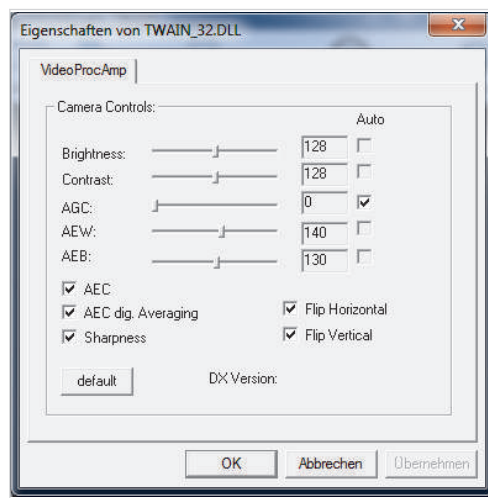 Eigenschaften von TWAIN_32.DLL
VideoProcAmp
Camera Controls:
Auto
Brightness: 128
Contrast: 128
AGC: 0
AEW: 140
AEB: 130
AEC
AEC dig. Averaging
Flip Horizontal
Sharpness
Flip Vertical
default
DX Version:
OK
Abbrechen
Übernehmen